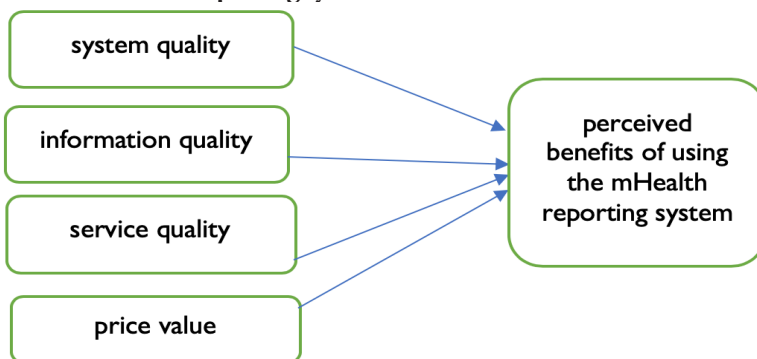 system quality
information quality
service quality
price value
perceived
benefits of using
the mHealth
reporting system